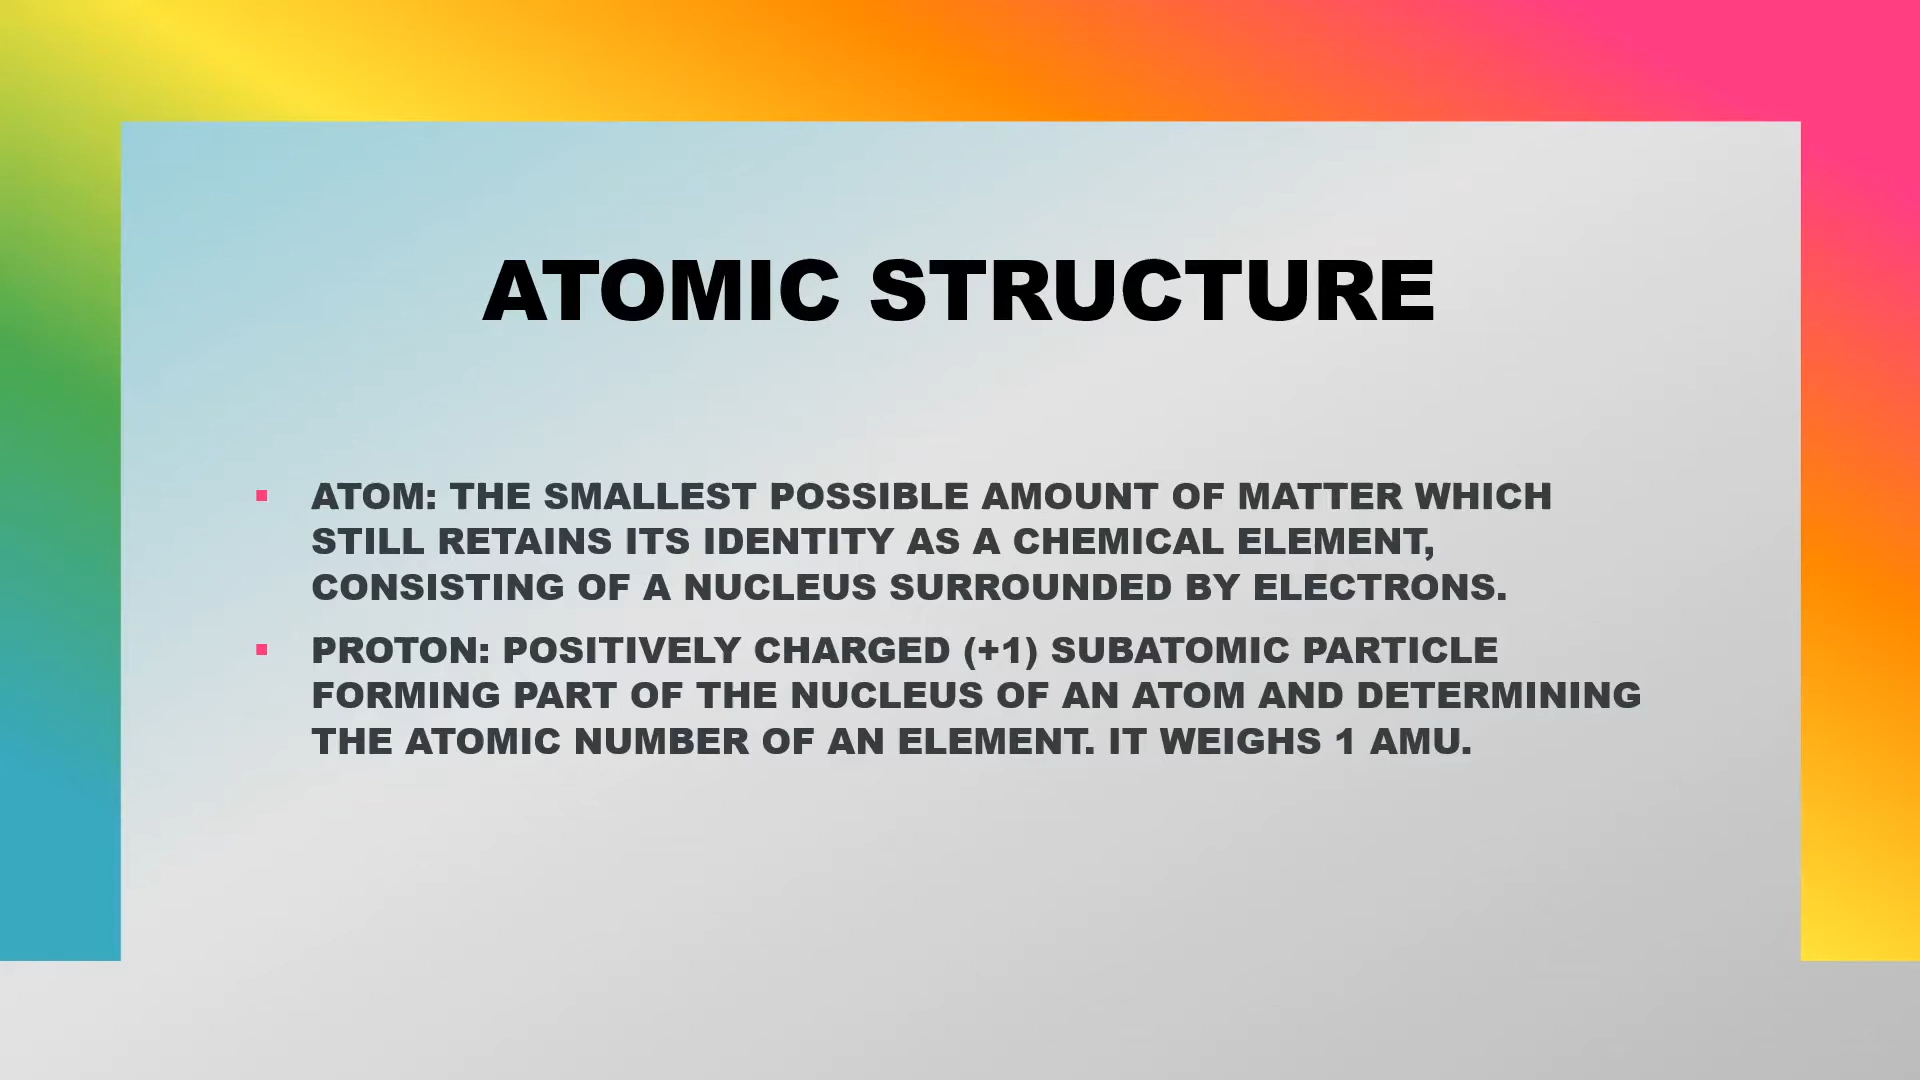 ATOMIC STRUCTURE
ATOM: THE SMALLEST POSSIBLE AMOUNT OF MATTER WHICH
STILL RETAINS ITS IDENTITY AS A CHEMICAL ELEMENT,
CONSISTING OF A NUCLEUS SURROUNDED BY ELECTRONS.
PROTON: POSITIVELY CHARGED (+1) SUBATOMIC PARTICLE
FORMING PART OF THE NUCLEUS OF AN ATOM AND DETERMINING
THE ATOMIC NUMBER OF AN ELEMENT. IT WEIGHS 1 AMU.